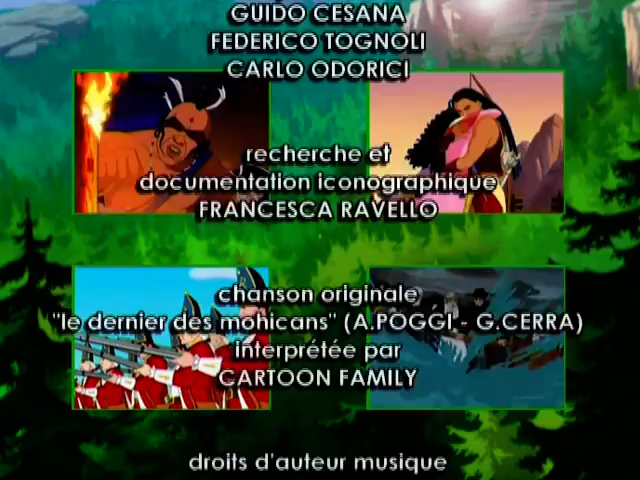 GUIDO CESANA
FEDERICO TOGNOLI
CARLO ODORICI
recherche et
documentation iconographique
FRANCESCA RAVELLO
chanson originale
"le dernier des mohicans" (A.POGGI - G.CERRA)
interprétée par
CARTOON FAMILY
droits d'auteur musique